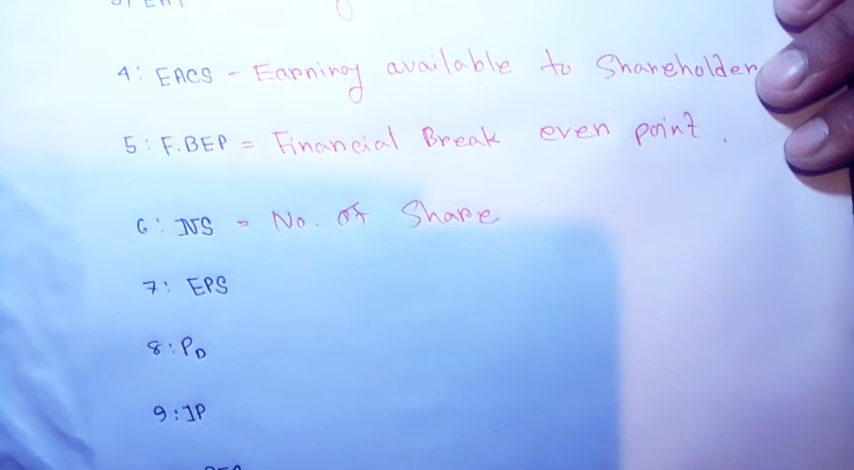 4: EACS - Earning available to Shareholder
5: F.BEP = Financial Break even point.
6: NS = No. of Share
7: EPS
8: PD
9: IP